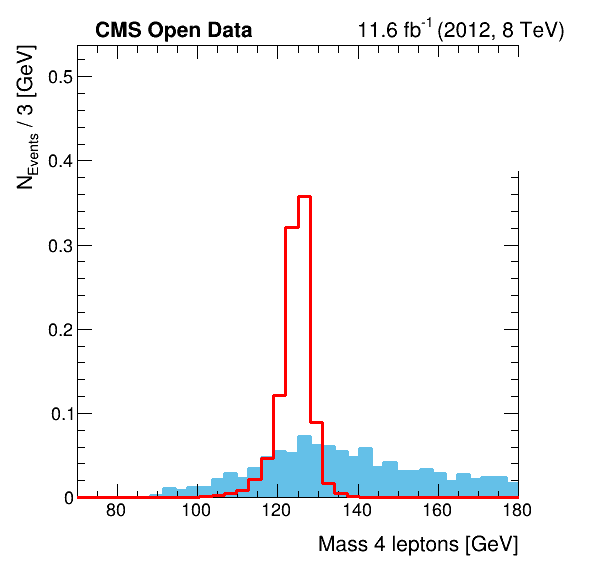 CMS Open Data 11.6 fb⁻¹ (2012, 8 TeV)
N_Events / 3 [GeV]
0.5
0.4
0.3
0.2
0.1
0
80 100 120 140 160 180
Mass 4 leptons [GeV]